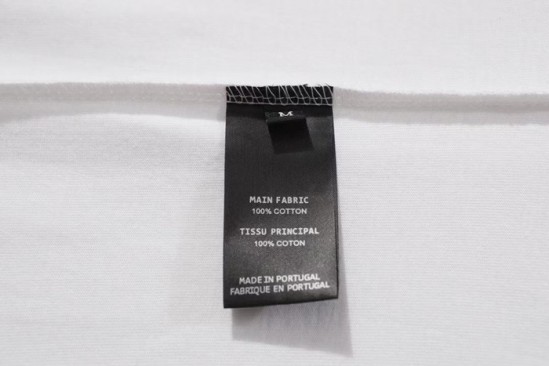 M
MAIN FABRIC
100% COTTON
TISSU PRINCIPAL
100% COTON
MADE IN PORTUGAL
FABRIQUE EN PORTUGAL